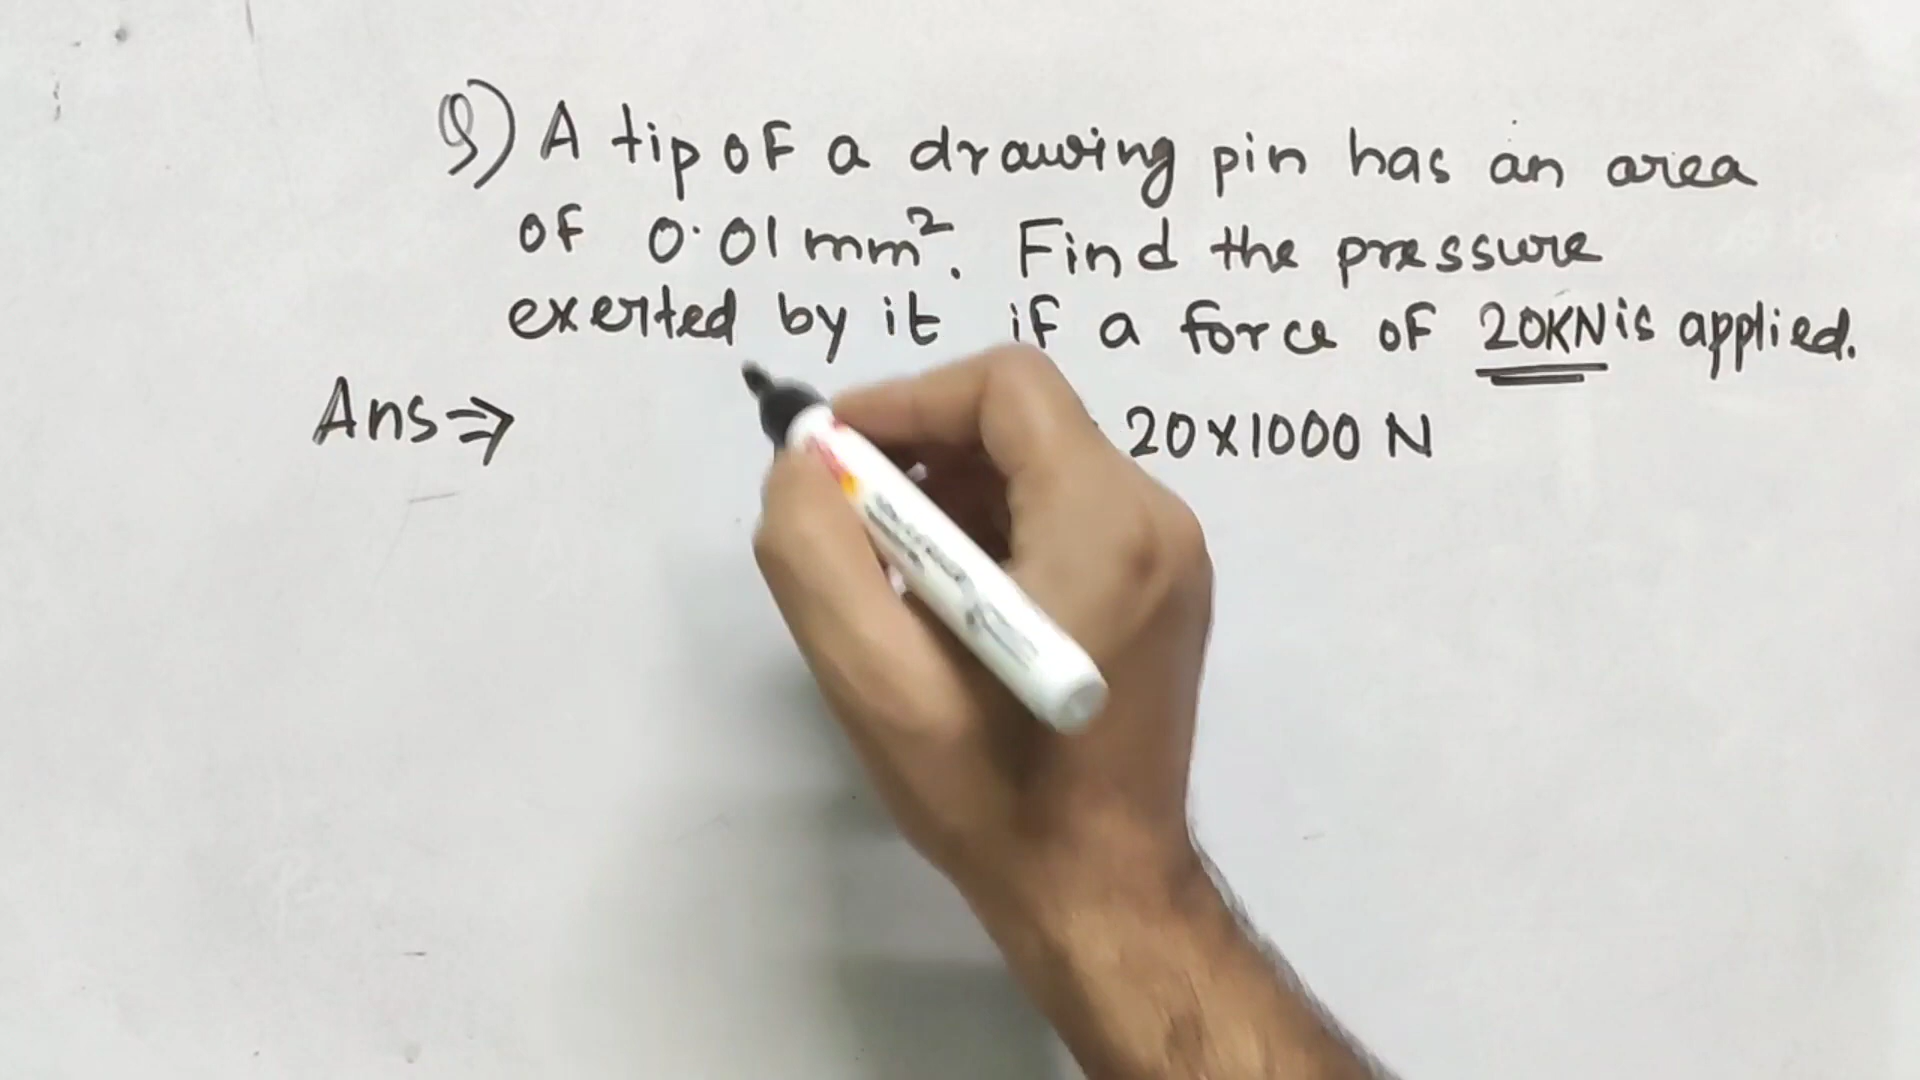 Q) A tip of a drawing pin has an area
of 0.01 mm². Find the pressure
exerted by it if a force of 20KN is applied.
Ans ⇒ 20×1000 N